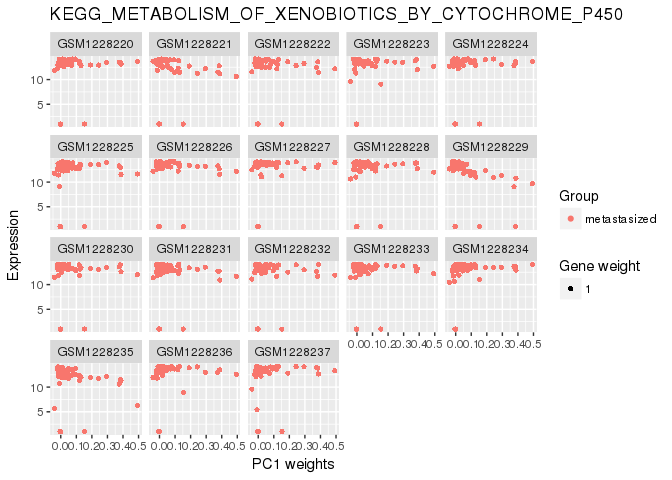 KEGG_METABOLISM_OF_XENOBIOTICS_BY_CYTOCHROME_P450
GSM1228220 GSM1228221 GSM1228222 GSM1228223 GSM1228224
10
5
GSM1228225 GSM1228226 GSM1228227 GSM1228228 GSM1228229
10
5
GSM1228230 GSM1228231 GSM1228232 GSM1228233 GSM1228234
10
5
0.00.10.20.30.40.5 0.00.10.20.30.40.5
GSM1228235 GSM1228236 GSM1228237
10
5
0.00.10.20.30.40.5 0.00.10.20.30.40.5 0.00.10.20.30.40.5
PC1 weights
Expression
Group
metastasized
Gene weight
1